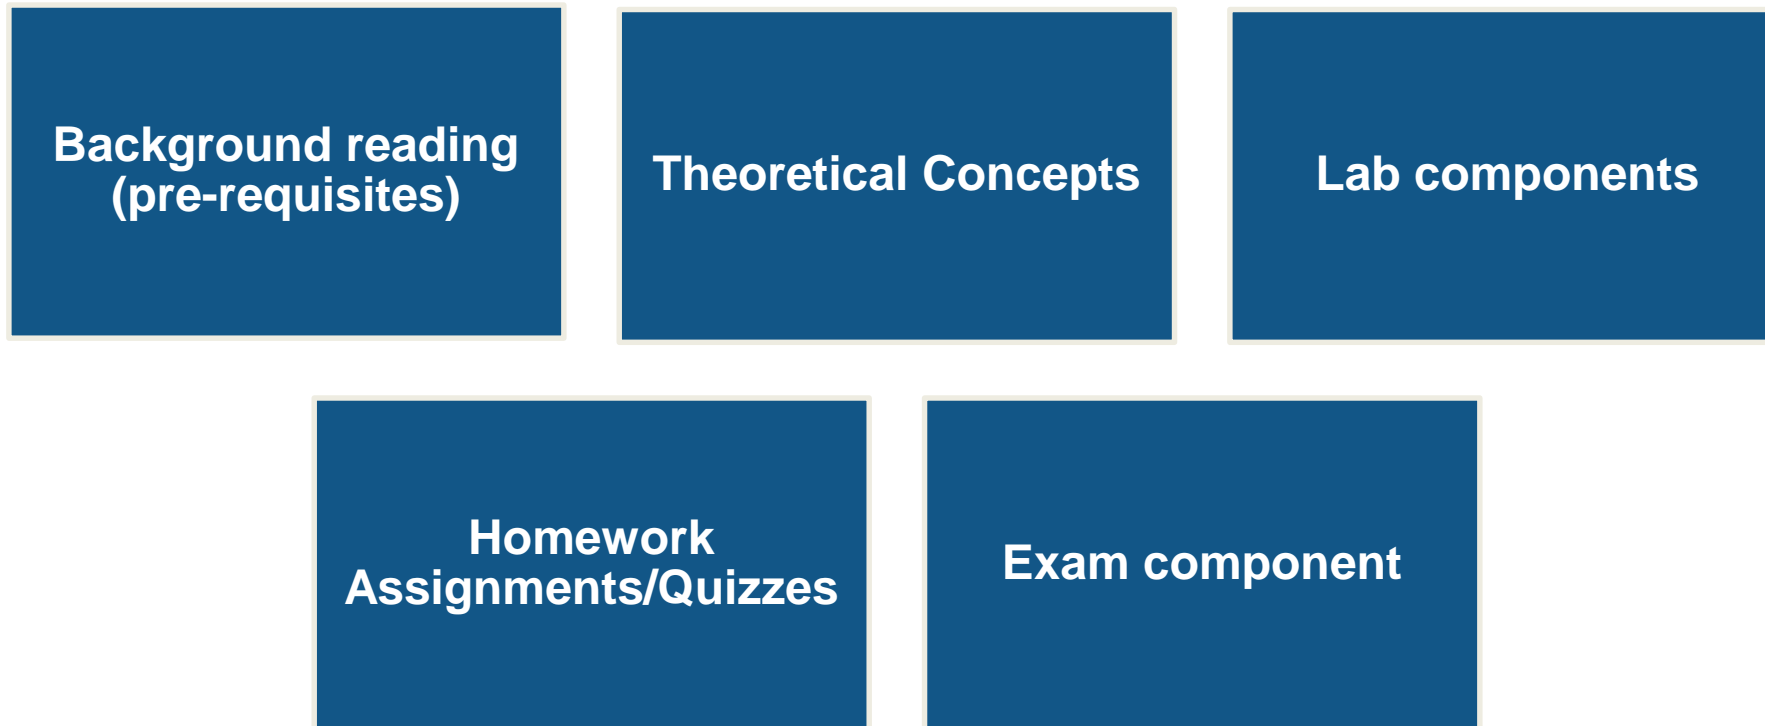 Background reading
(pre-requisites)
Theoretical Concepts
Lab components
Homework
Assignments/Quizzes
Exam component